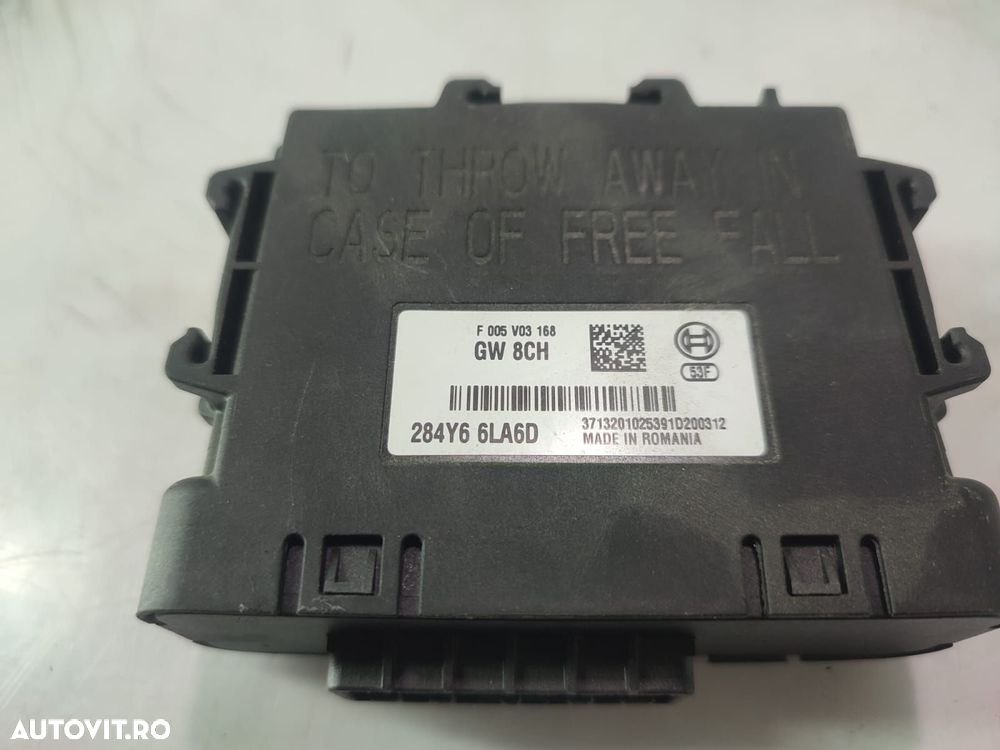 TO THROW AWAY IN
CASE OF FREE FALL
F 005 V03 168
GW 8CH
53F
284Y6 6LA6D
3713201025391D200312
MADE IN ROMANIA
AUTOVIT.RO